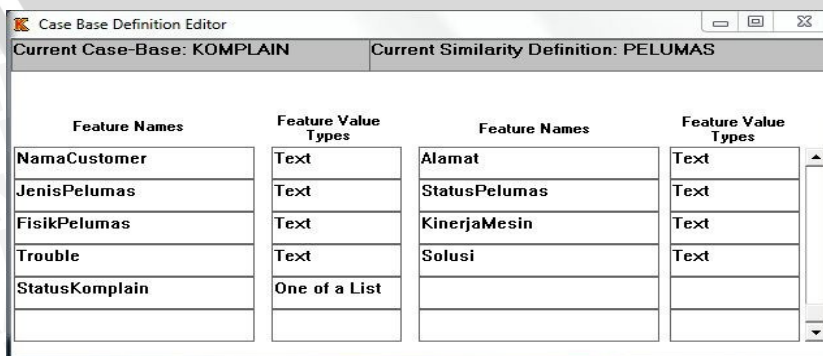 Case Base Definition Editor
Current Case-Base: KOMPLAIN Current Similarity Definition: PELUMAS
Feature Names Feature Value Types Feature Names Feature Value Types
NamaCustomer Text Alamat Text
JenisPelumas Text StatusPelumas Text
FisikPelumas Text KinerjaMesin Text
Trouble Text Solusi Text
StatusKomplain One of a List